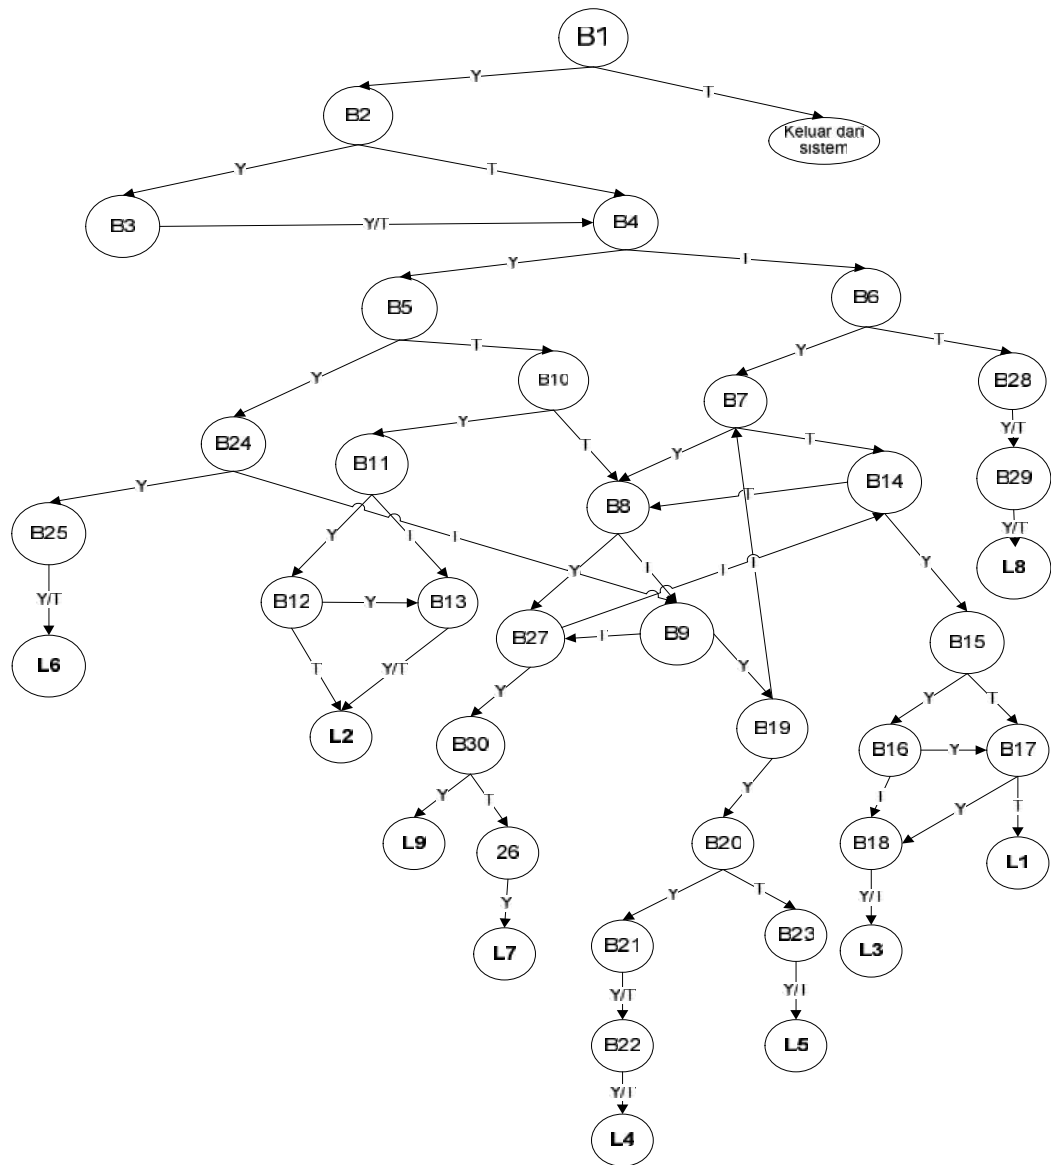 B1
Y
T
B2
Keluar dari
sistem
Y
T
B3
Y/T
B4
Y
I
B5
B6
T
Y
Y
T
B10
B7
B28
Y
Y
T
Y/T
B24
B11
T
Y
B14
B29
Y
I
B8
T
Y/T
B25
Y
I
Y
I
I
I
Y
L8
Y/T
B12
Y
B13
B27
T
B9
B15
L6
T
Y/T
Y
Y
Y
T
L2
B30
B19
B16
Y
B17
Y
T
Y
I
Y
T
L9
26
B20
B18
L1
Y
Y
T
Y/T
L7
B21
B23
L3
Y/T
Y/T
B22
L5
Y/T
L4